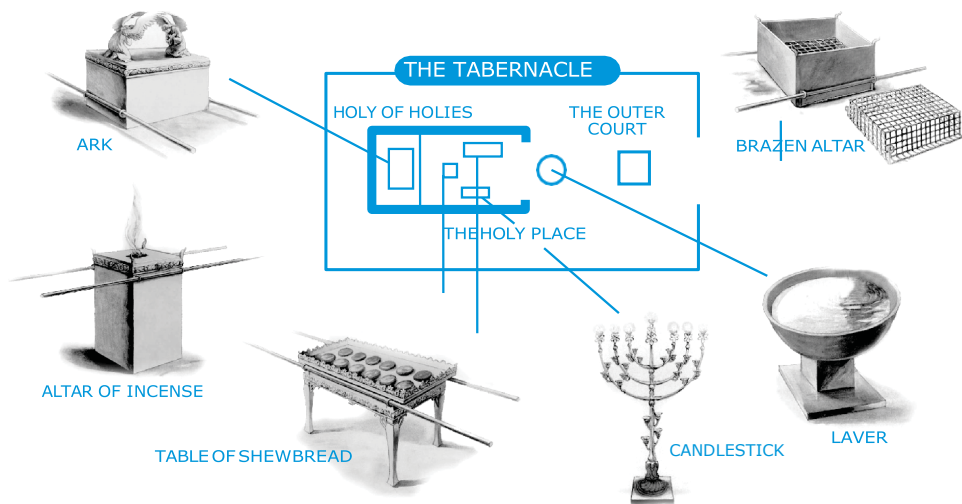 THE TABERNACLE
HOLY OF HOLIES
THE OUTER
COURT
ARK
BRAZEN ALTAR
THE HOLY PLACE
ALTAR OF INCENSE
TABLE OF SHEWBREAD
CANDLESTICK
LAVER